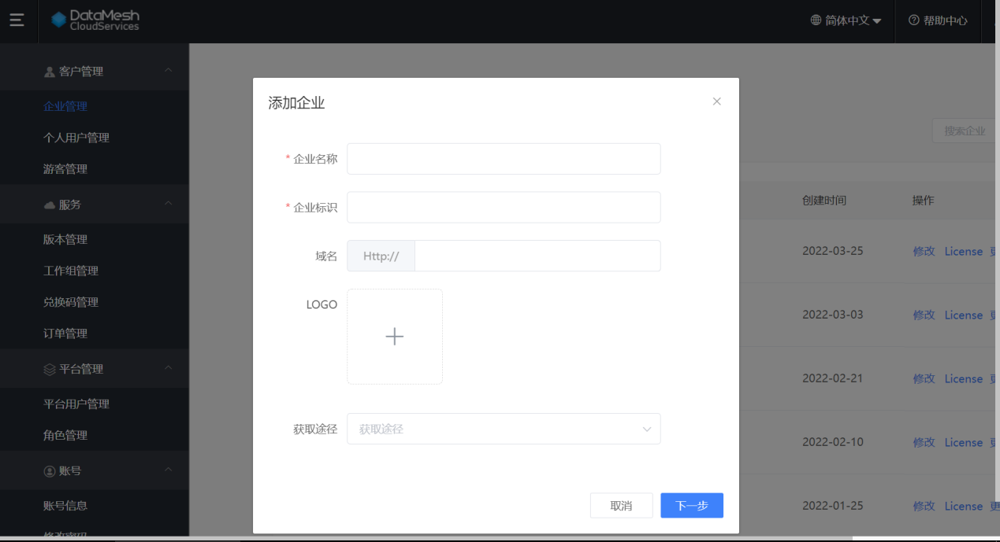 DataMesh
CloudServices
简体中文
帮助中心
客户管理
企业管理
个人用户管理
游客管理
服务
版本管理
工作组管理
兑换码管理
订单管理
平台管理
平台用户管理
角色管理
账号
账号信息
修改密码
添加企业
* 企业名称
* 企业标识
域名 Http://
LOGO
获取途径 获取途径
取消 下一步
搜索企业
创建时间 操作
2022-03-25 修改 License 更
2022-03-03 修改 License 更
2022-02-21 修改 License 更
2022-02-10 修改 License 更
2022-01-25 修改 License 更